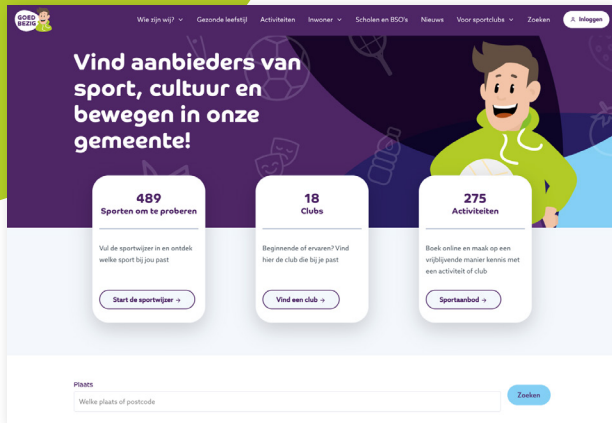 GOED
BEZIG
Wie zijn wij?
Gezonde leefstijl
Activiteiten
Inwoner
Scholen en BSO's
Nieuws
Voor sportclubs
Zoeken
Inloggen
Vind aanbieders van
sport, cultuur en
bewegen in onze
gemeente!
489
Sporten om te proberen
Vul de sportwijzer in en ontdek
welke sport bij jou past
Start de sportwijzer →
18
Clubs
Beginnende of ervaren? Vind
hier de club die bij je past
Vind een club →
275
Activiteiten
Boek online en maak op een
vrijblijvende manier kennis met
een activiteit of club
Sportaanbod →
Plaats
Welke plaats of postcode
Zoeken